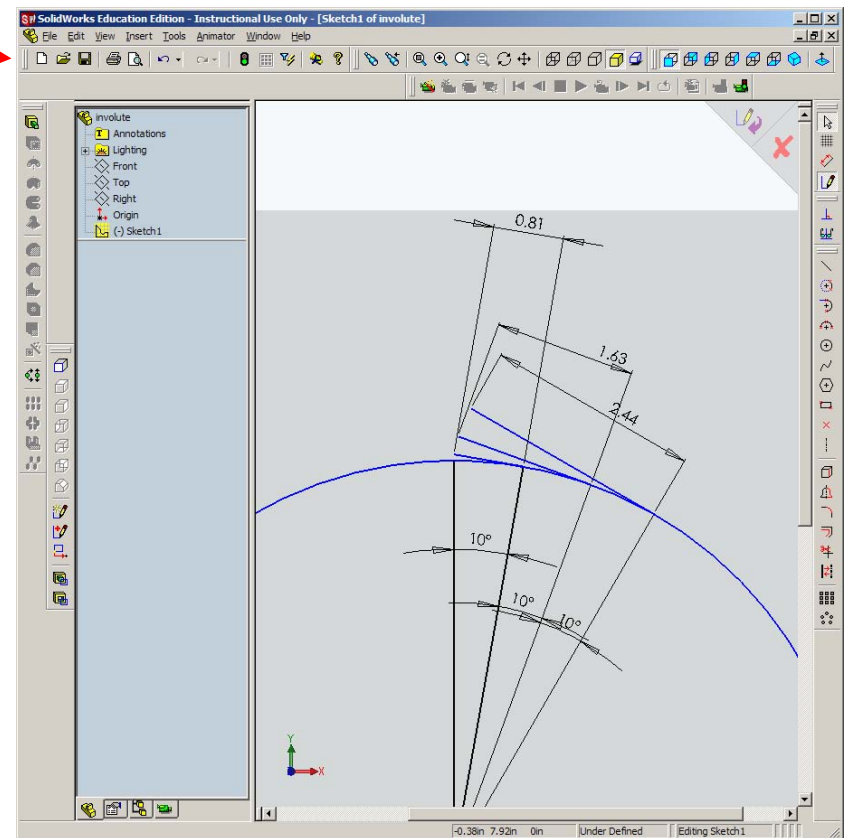 SolidWorks Education Edition - Instructional Use Only - [Sketch1 of involute]
File Edit View Insert Tools Animator Window Help
involute
Annotations
Lighting
Front
Top
Right
Origin
(-) Sketch1
0.81
1.63
2.44
10°
10°
10°
Y
X
-0.38in 7.92in 0in Under Defined Editing Sketch1